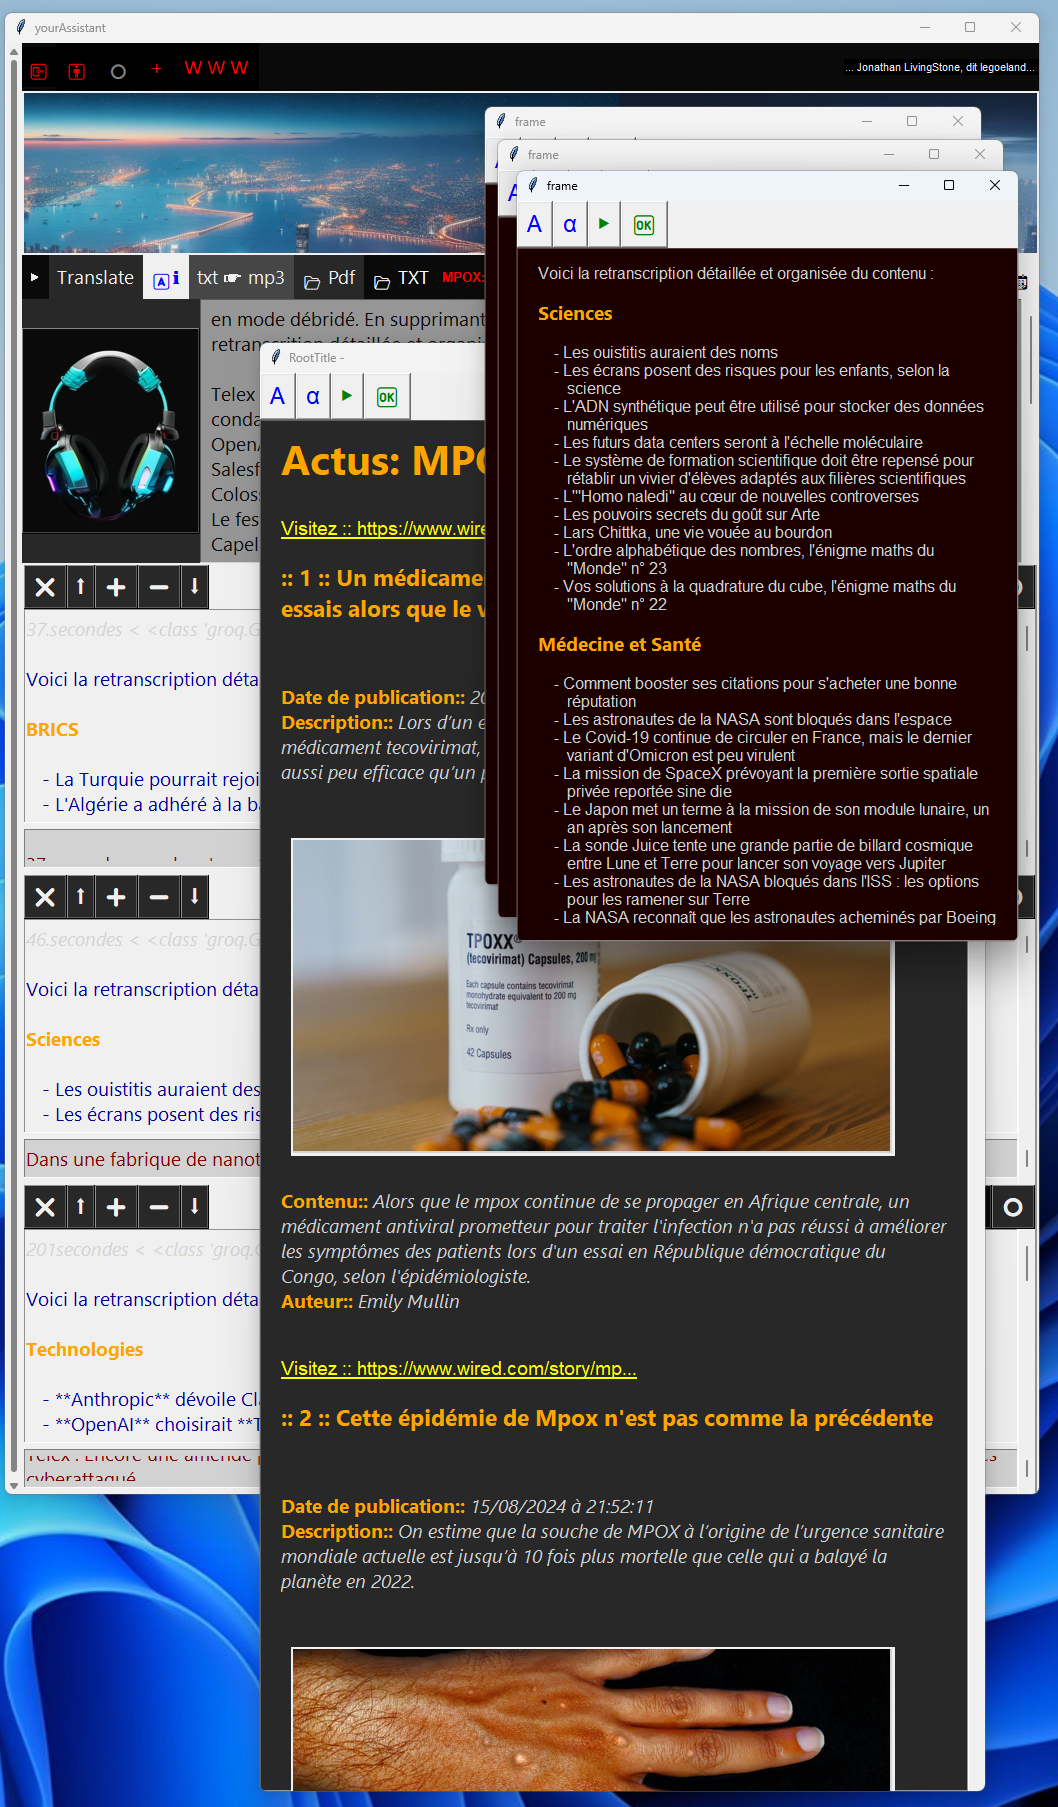 yourAssistant
+ W W W
... Jonathan LivingStone, dit legoeland...
frame
frame
frame
A α OK
Translate
A i
txt mp3
Pdf
TXT
MPOX:
en mode débridé. En supprimant
Telex
conda
OpenA
Salesf
Colos
Le fes
Capel
Voici la retranscription détaillée et organisée du contenu :
Sciences
- Les ouistitis auraient des noms
- Les écrans posent des risques pour les enfants, selon la
science
- L'ADN synthétique peut être utilisé pour stocker des données
numériques
- Les futurs data centers seront à l'échelle moléculaire
- Le système de formation scientifique doit être repensé pour
rétablir un vivier d'élèves adaptés aux filières scientifiques
- L'"Homo naledi" au cœur de nouvelles controverses
- Les pouvoirs secrets du goût sur Arte
- Lars Chittka, une vie vouée au bourdon
- L'ordre alphabétique des nombres, l'énigme maths du
"Monde" n° 23
- Vos solutions à la quadrature du cube, l'énigme maths du
"Monde" n° 22
Médecine et Santé
- Comment booster ses citations pour s'acheter une bonne
réputation
- Les astronautes de la NASA sont bloqués dans l'espace
- Le Covid-19 continue de circuler en France, mais le dernier
variant d'Omicron est peu virulent
- La mission de SpaceX prévoyant la première sortie spatiale
privée reportée sine die
- Le Japon met un terme à la mission de son module lunaire, un
an après son lancement
- La sonde Juice tente une grande partie de billard cosmique
entre Lune et Terre pour lancer son voyage vers Jupiter
- Les astronautes de la NASA bloqués dans l'ISS : les options
pour les ramener sur Terre
- La NASA reconnaît que les astronautes acheminés par Boeing
RootTitle -
A α OK
Actus: MPO
Visitez :: https://www.wire
:: 1 :: Un médicame
essais alors que le v
Date de publication:: 20
Description:: Lors d’un e
médicament tecovirimat,
aussi peu efficace qu’un p
TPOXX®
(tecovirimat) Capsules, 200 mg
Each capsule contains tecovirimat
monohydrate equivalent to 200 mg
tecovirimat
Rx only
42 Capsules
TPOXX
Contenu:: Alors que le mpox continue de se propager en Afrique centrale, un
médicament antiviral prometteur pour traiter l'infection n'a pas réussi à améliorer
les symptômes des patients lors d'un essai en République démocratique du
Congo, selon l'épidémiologiste.
Auteur:: Emily Mullin
Visitez :: https://www.wired.com/story/mp...
:: 2 :: Cette épidémie de Mpox n'est pas comme la précédente
Date de publication:: 15/08/2024 à 21:52:11
Description:: On estime que la souche de MPOX à l’origine de l’urgence sanitaire
mondiale actuelle est jusqu’à 10 fois plus mortelle que celle qui a balayé la
planète en 2022.
37.secondes < <class 'groq.G
Voici la retranscription déta
BRICS
- La Turquie pourrait rejoi
- L'Algérie a adhéré à la ba
46.secondes < <class 'groq.G
Voici la retranscription déta
Sciences
- Les ouistitis auraient des
- Les écrans posent des ris
Dans une fabrique de nanot
201secondes < <class 'groq.G
Voici la retranscription déta
Technologies
- **Anthropic** dévoile Cla
- **OpenAI** choisirait **T
Telex : Encore une amende
cyberattaqué